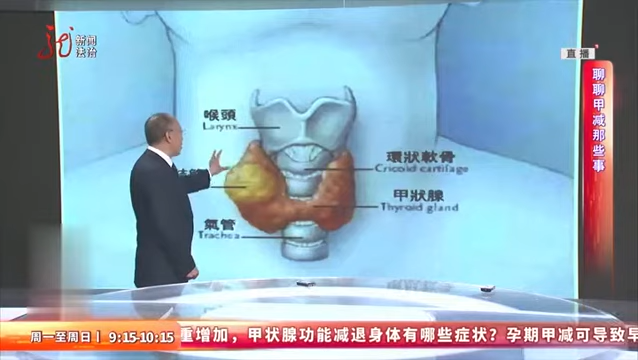 新闻
法治
直播
聊聊甲减那些事
喉頭
Larynx
環狀軟骨
Cricoid cartilage
甲狀腺
Thyroid gland
氣管
Trachea
周一至周日 9:15-10:15
重增加，甲状腺功能减退身体有哪些症状？孕期甲减可导致早